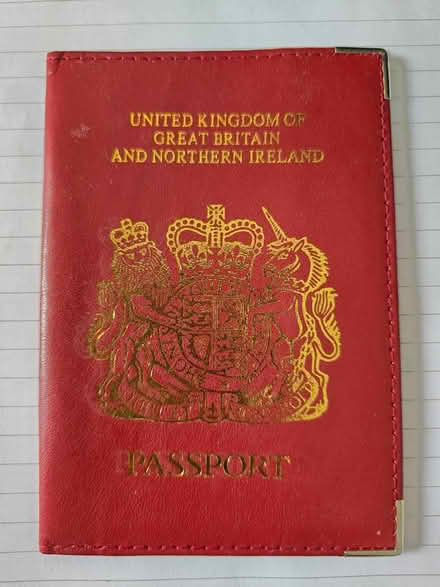 UNITED KINGDOM OF
GREAT BRITAIN
AND NORTHERN IRELAND
PASSPORT